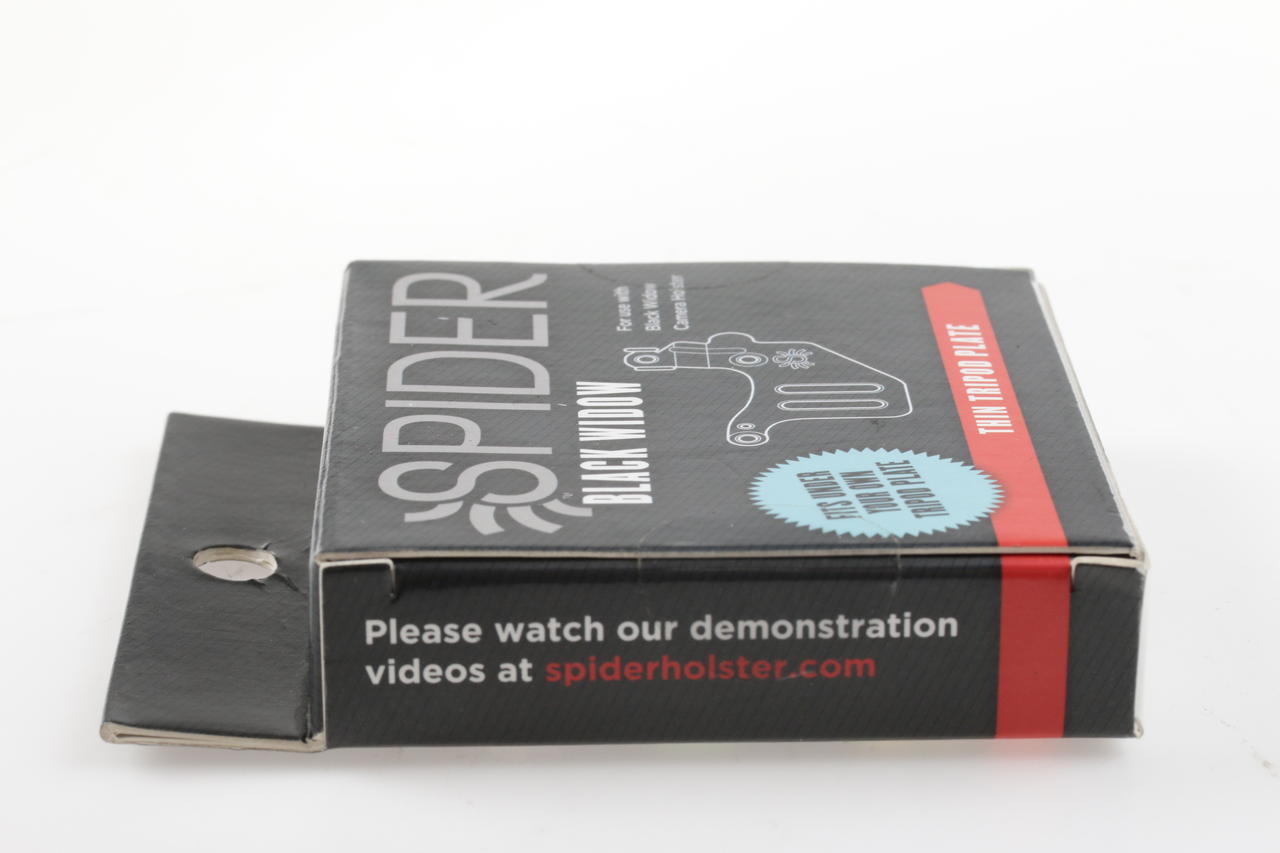 SPIDER
TM
BLACK WIDOW
For use with
Black Widow
Camera Holster
THIN TRIPOD PLATE
FITS UNDER
YOUR OWN
TRIPOD PLATE
Please watch our demonstration
videos at spiderholster.com